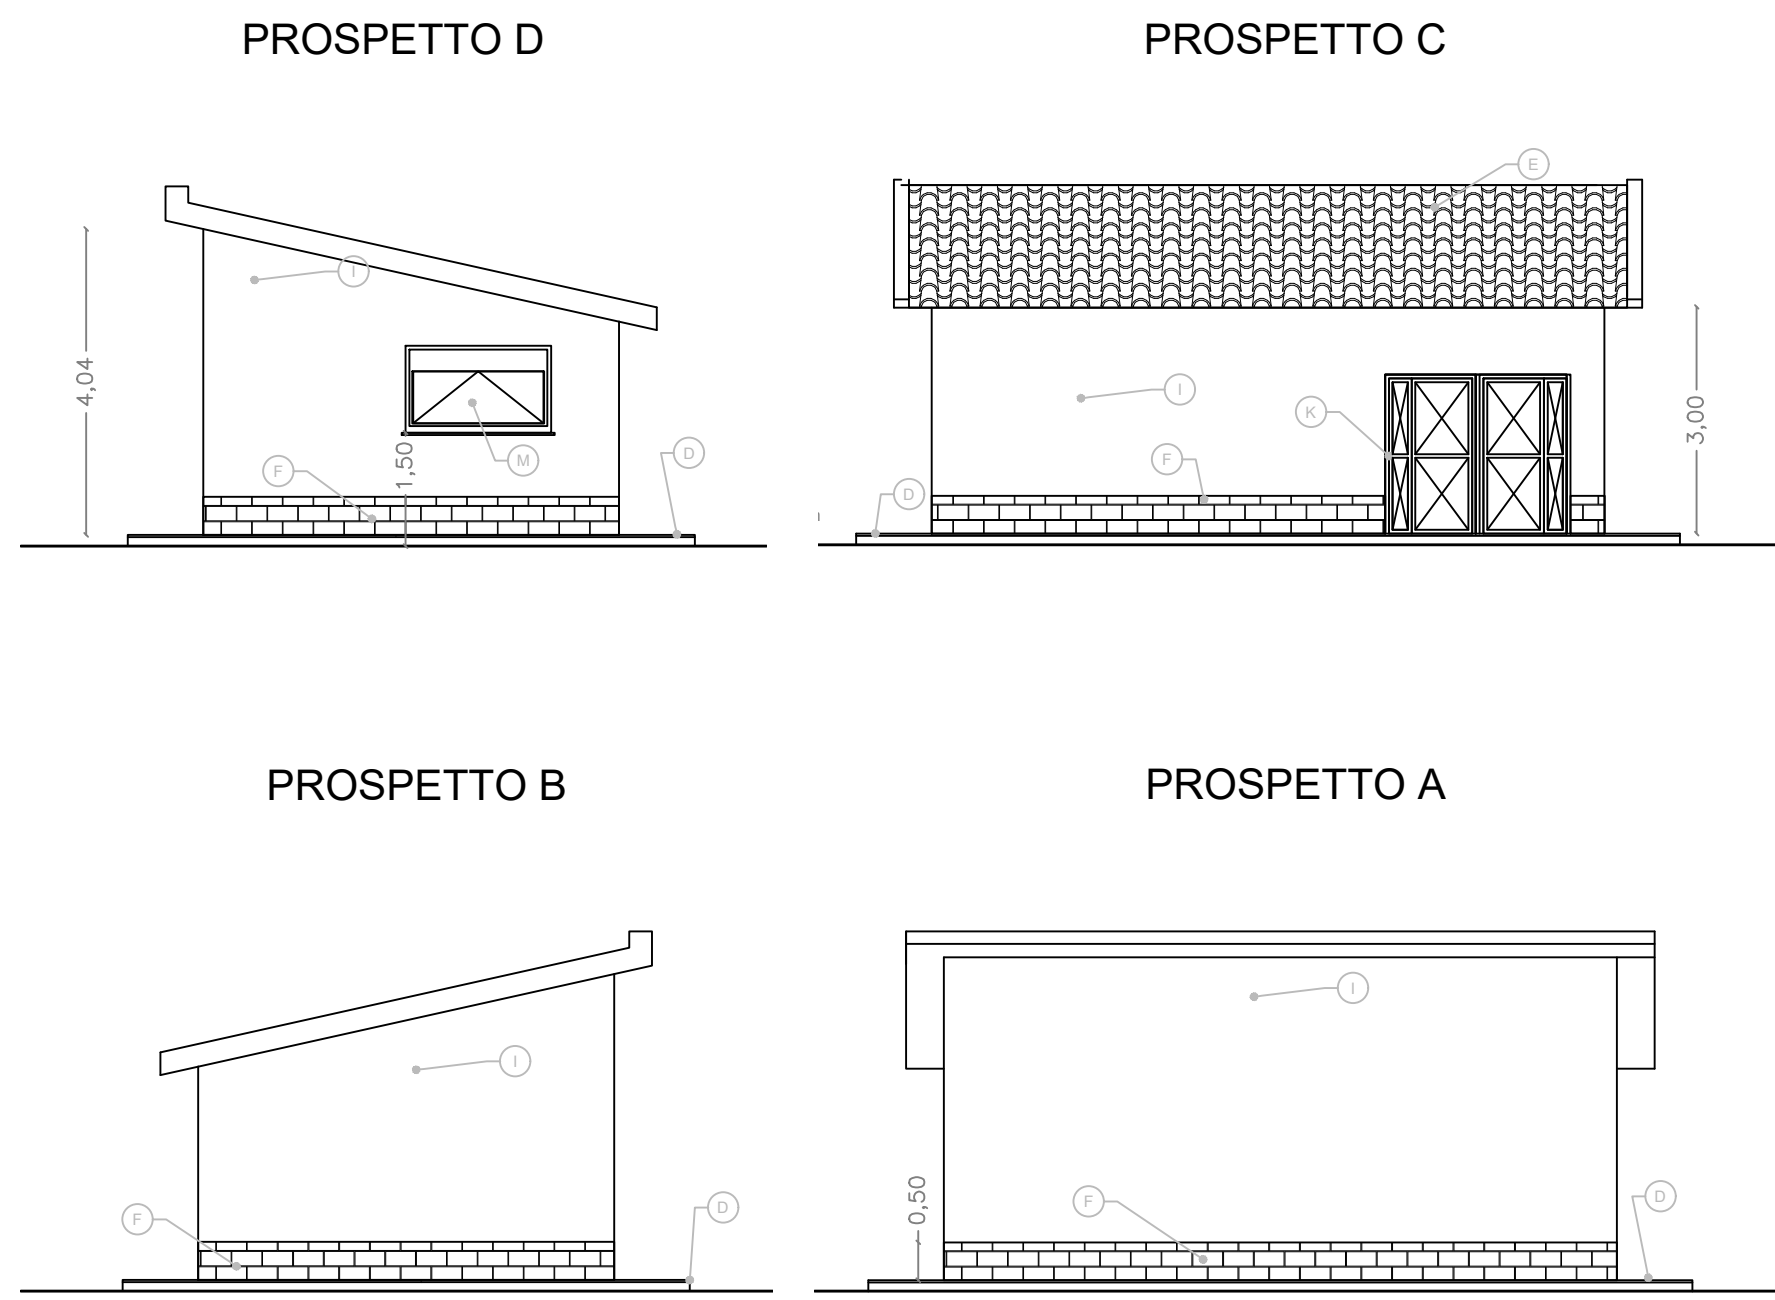 PROSPETTO D
PROSPETTO C
E
I
4,04
I
K
3,00
M
1,50
F
D
F
D
PROSPETTO B
PROSPETTO A
I
I
F
D
0,50
F
D